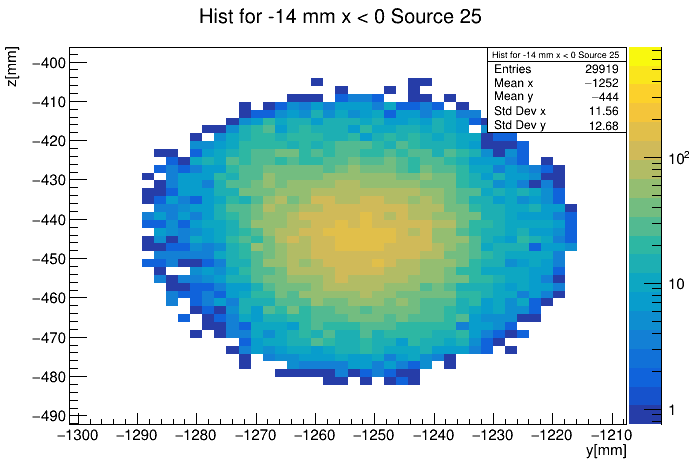 Hist for -14 mm x < 0 Source 25
z[mm]
Hist for -14 mm x < 0 Source 25
Entries 29919
Mean x −1252
Mean y −444
Std Dev x 11.56
Std Dev y 12.68
−400
−410
−420
−430
−440
−450
−460
−470
−480
−490
10²
10
1
−1300 −1290 −1280 −1270 −1260 −1250 −1240 −1230 −1220 −1210
y[mm]